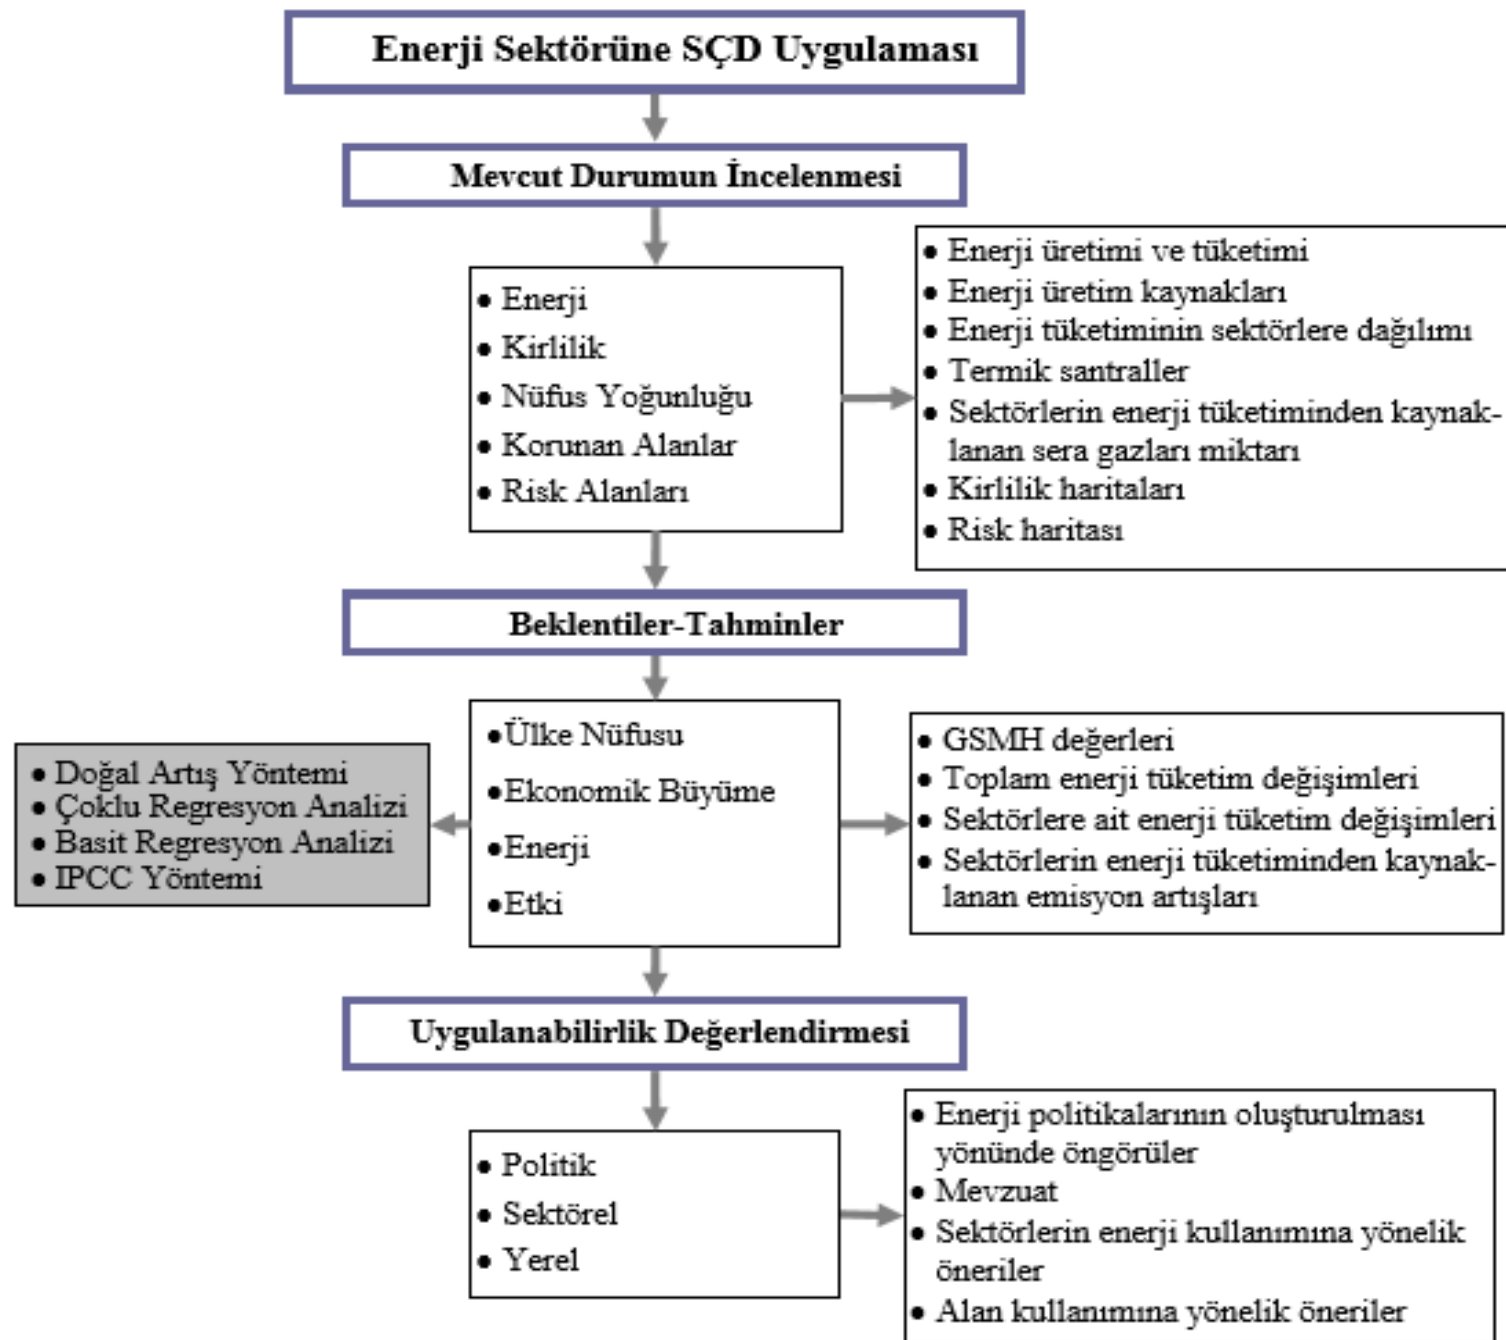 Enerji Sektörüne SÇD Uygulaması
Mevcut Durumun İncelenmesi
● Enerji
● Kirlilik
● Nüfus Yoğunluğu
● Korunan Alanlar
● Risk Alanları
● Enerji üretimi ve tüketimi
● Enerji üretim kaynakları
● Enerji tüketiminin sektörlere dağılımı
● Termik santraller
● Sektörlerin enerji tüketiminden kaynak-
lanan sera gazları miktarı
● Kirlilik haritaları
● Risk haritası
Beklentiler-Tahminler
● Doğal Artış Yöntemi
● Çoklu Regresyon Analizi
● Basit Regresyon Analizi
● IPCC Yöntemi
●Ülke Nüfusu
●Ekonomik Büyüme
●Enerji
●Etki
● GSMH değerleri
● Toplam enerji tüketim değişimleri
● Sektörlere ait enerji tüketim değişimleri
● Sektörlerin enerji tüketiminden kaynak-
lanan emisyon artışları
Uygulanabilirlik Değerlendirmesi
● Politik
● Sektörel
● Yerel
● Enerji politikalarının oluşturulması
yönünde öngörüler
● Mevzuat
● Sektörlerin enerji kullanımına yönelik
öneriler
● Alan kullanımına yönelik öneriler